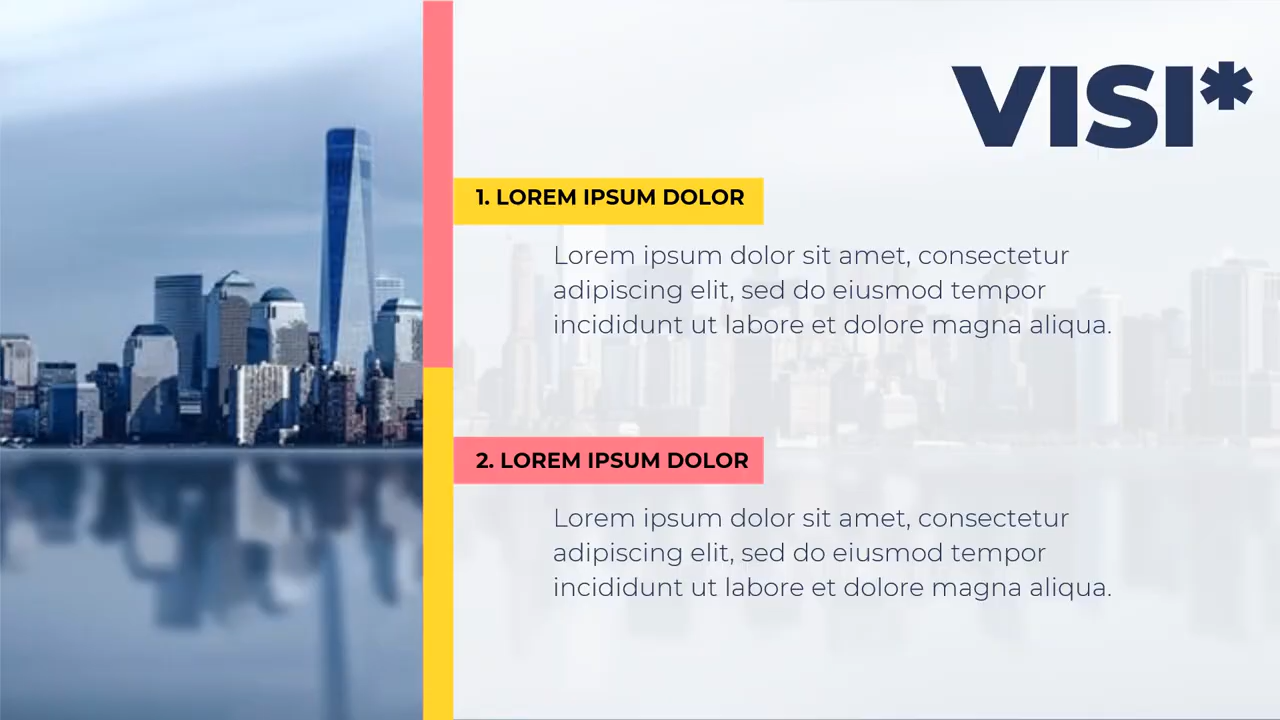 VISI*
1. LOREM IPSUM DOLOR
Lorem ipsum dolor sit amet, consectetur
adipiscing elit, sed do eiusmod tempor
incididunt ut labore et dolore magna aliqua.
2. LOREM IPSUM DOLOR
Lorem ipsum dolor sit amet, consectetur
adipiscing elit, sed do eiusmod tempor
incididunt ut labore et dolore magna aliqua.